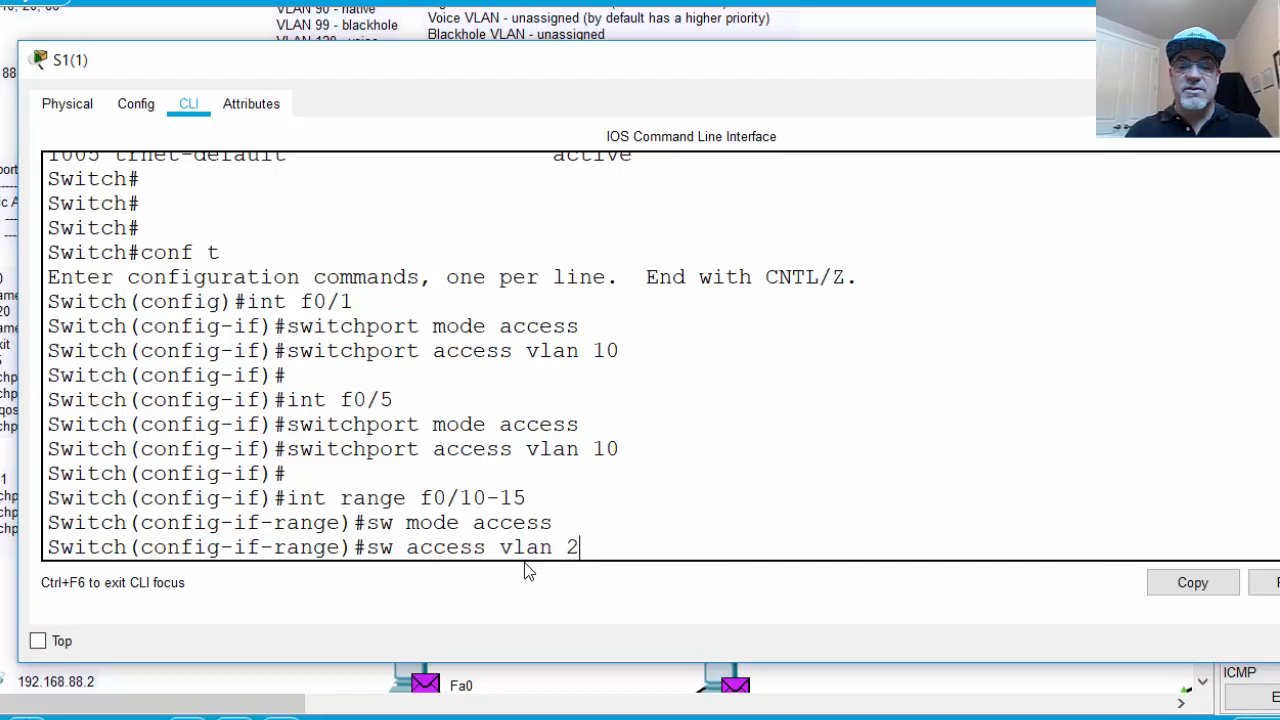 VLAN 90 - native
VLAN 99 - blackhole
Voice VLAN - unassigned (by default has a higher priority)
Blackhole VLAN - unassigned
S1(1)
88
Physical
Config
CLI
Attributes
IOS Command Line Interface
1005 trnet-default active
Switch#
Switch#
Switch#
Switch#conf t
Enter configuration commands, one per line. End with CNTL/Z.
Switch(config)#int f0/1
Switch(config-if)#switchport mode access
Switch(config-if)#switchport access vlan 10
Switch(config-if)#
Switch(config-if)#int f0/5
Switch(config-if)#switchport mode access
Switch(config-if)#switchport access vlan 10
Switch(config-if)#
Switch(config-if)#int range f0/10-15
Switch(config-if-range)#sw mode access
Switch(config-if-range)#sw access vlan 2
Ctrl+F6 to exit CLI focus
Copy
Top
192.168.88.2
Fa0
ICMP